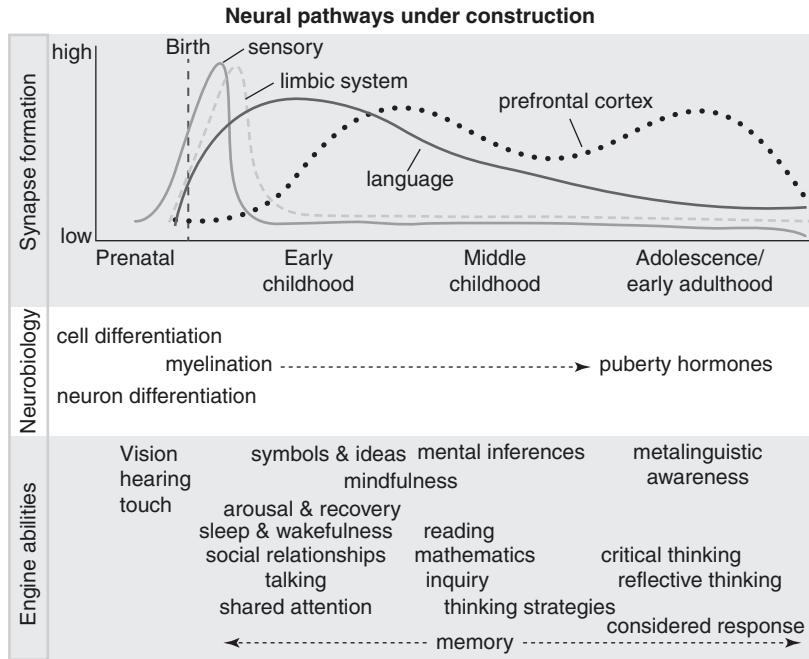 Neural pathways under construction
Synapse formation
high
low
Birth
sensory
limbic system
prefrontal cortex
language
Prenatal
Early
childhood
Middle
childhood
Adolescence/
early adulthood
Neurobiology
cell differentiation
myelination
puberty hormones
neuron differentiation
Engine abilities
Vision
hearing
touch
symbols & ideas
mental inferences
metalinguistic
awareness
mindfulness
arousal & recovery
sleep & wakefulness
reading
social relationships
mathematics
critical thinking
talking
inquiry
reflective thinking
shared attention
thinking strategies
considered response
memory